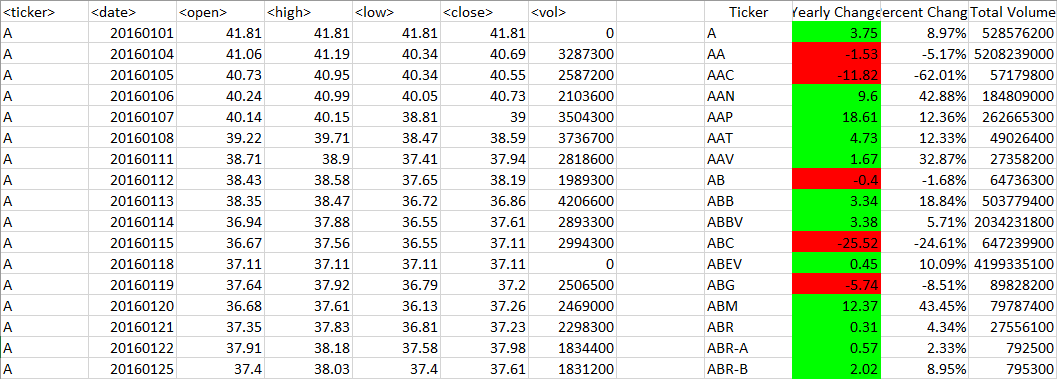 <ticker> <date> <open> <high> <low> <close> <vol> Ticker Yearly Change ercent Chang Total Volume
A 20160101 41.81 41.81 41.81 41.81 0 A 3.75 8.97% 528576200
A 20160104 41.06 41.19 40.34 40.69 3287300 AA -1.53 -5.17% 5208239000
A 20160105 40.73 40.95 40.34 40.55 2587200 AAC -11.82 -62.01% 57179800
A 20160106 40.24 40.99 40.05 40.73 2103600 AAN 9.6 42.88% 184809000
A 20160107 40.14 40.15 38.81 39 3504300 AAP 18.61 12.36% 262665300
A 20160108 39.22 39.71 38.47 38.59 3736700 AAT 4.73 12.33% 49026400
A 20160111 38.71 38.9 37.41 37.94 2818600 AAV 1.67 32.87% 27358200
A 20160112 38.43 38.58 37.65 38.19 1989300 AB -0.4 -1.68% 64736300
A 20160113 38.35 38.47 36.72 36.86 4206600 ABB 3.34 18.84% 503779400
A 20160114 36.94 37.88 36.55 37.61 2893300 ABBV 3.38 5.71% 2034231800
A 20160115 36.67 37.56 36.55 37.11 2994300 ABC -25.52 -24.61% 647239900
A 20160118 37.11 37.11 37.11 37.11 0 ABEV 0.45 10.09% 4199335100
A 20160119 37.64 37.92 36.79 37.2 2506500 ABG -5.74 -8.51% 89828200
A 20160120 36.68 37.61 36.13 37.26 2469000 ABM 12.37 43.45% 79787400
A 20160121 37.35 37.83 36.81 37.23 2298300 ABR 0.31 4.34% 27556100
A 20160122 37.91 38.18 37.58 37.98 1834400 ABR-A 0.57 2.33% 792500
A 20160125 37.4 38.03 37.4 37.61 1831200 ABR-B 2.02 8.95% 795300